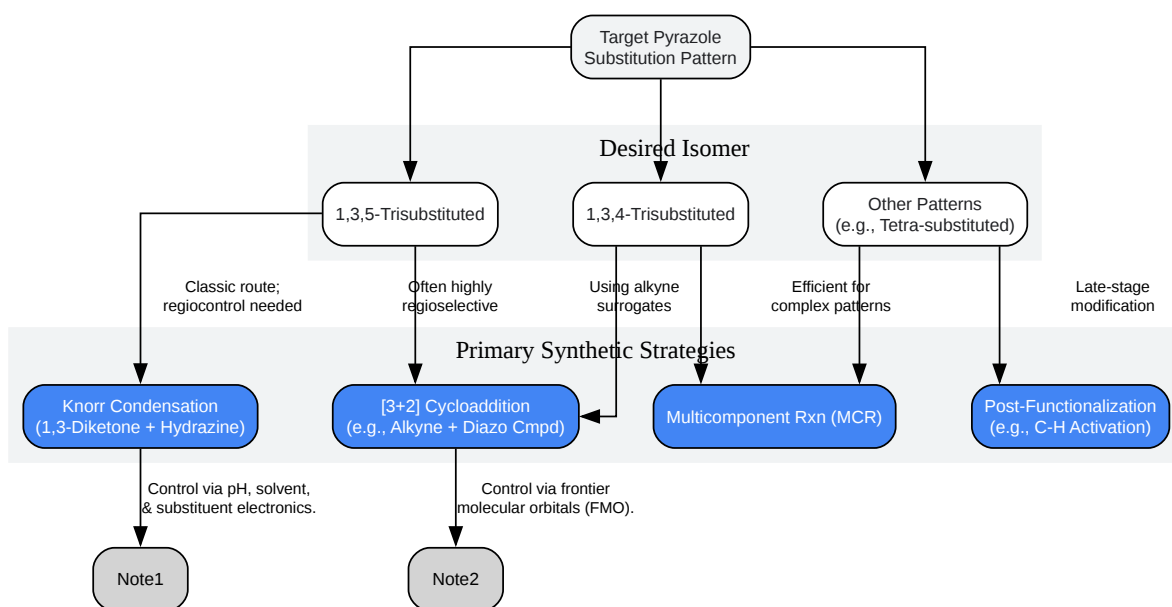 Target Pyrazole
Substitution Pattern
Desired Isomer
1,3,5-Trisubstituted
1,3,4-Trisubstituted
Other Patterns
(e.g., Tetra-substituted)
Classic route;
regiocontrol needed
Often highly
regioselective
Using alkyne
surrogates
Efficient for
complex patterns
Late-stage
modification
Primary Synthetic Strategies
Knorr Condensation
(1,3-Diketone + Hydrazine)
[3+2] Cycloaddition
(e.g., Alkyne + Diazo Cmpd)
Multicomponent Rxn (MCR)
Post-Functionalization
(e.g., C-H Activation)
Control via pH, solvent,
& substituent electronics.
Control via frontier
molecular orbitals (FMO).
Note1
Note2